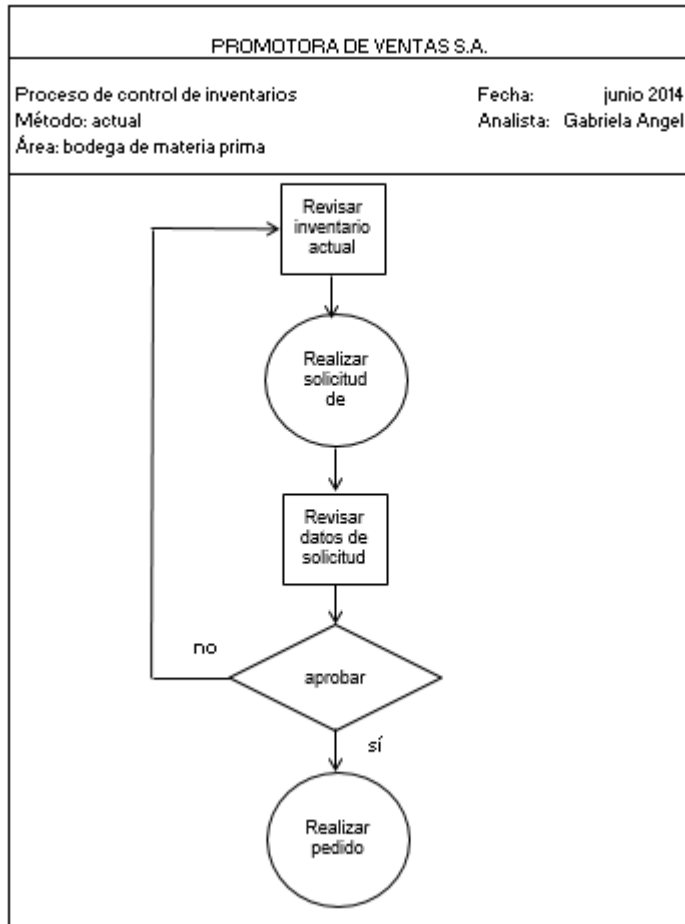 PROMOTORA DE VENTAS S.A.
Proceso de control de inventarios
Fecha: junio 2014
Método: actual
Analista: Gabriela Angel
Área: bodega de materia prima
Revisar
inventario
actual
Realizar
solicitud
de
Revisar
datos de
solicitud
no
aprobar
sí
Realizar
pedido